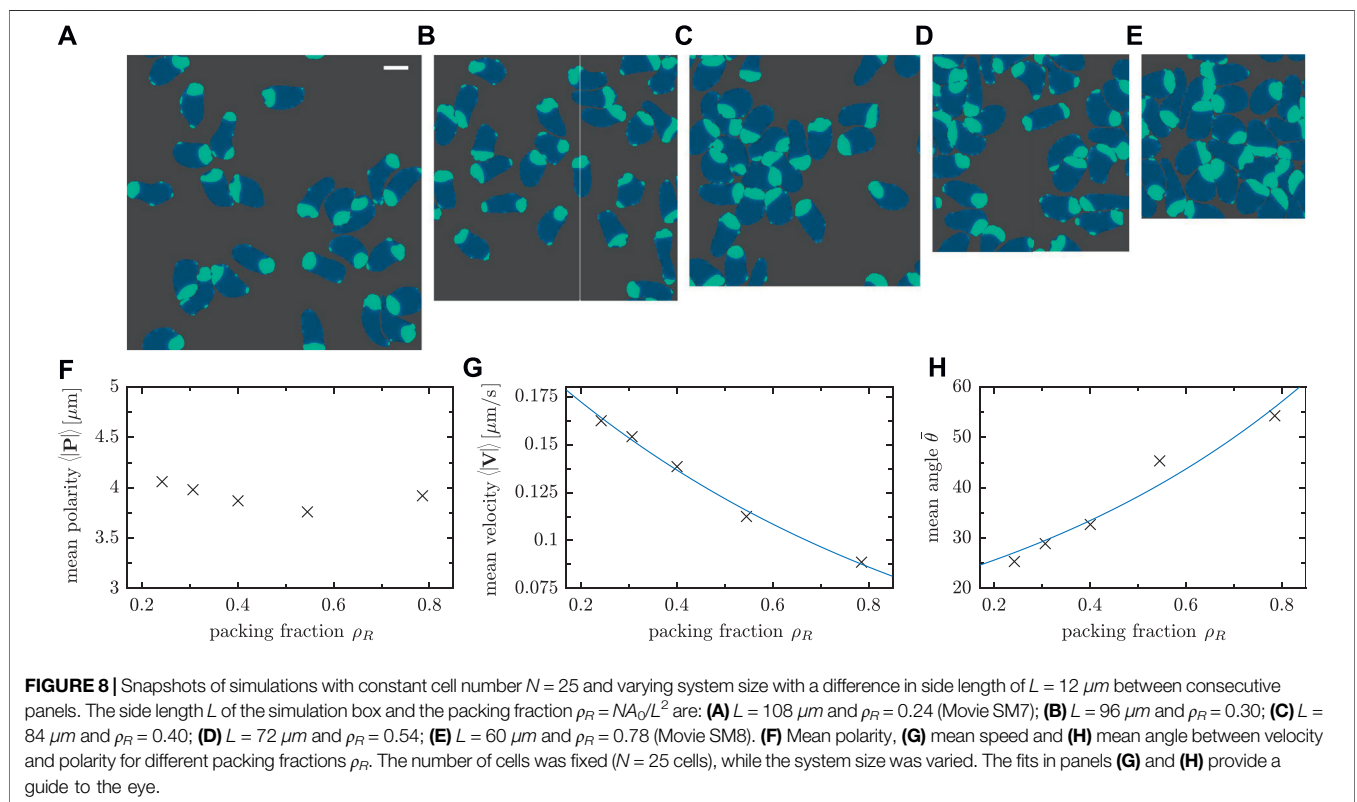 A
B
C
D
E
F
5
4.5
4
3.5
3
0.2 0.4 0.6 0.8
mean polarity ⟨|P|⟩ [μm]
packing fraction ρR
G
0.175
0.15
0.125
0.1
0.075
0.2 0.4 0.6 0.8
mean velocity ⟨|V|⟩ [μm/s]
packing fraction ρR
H
60
50
40
30
20
0.2 0.4 0.6 0.8
mean angle θ̄
packing fraction ρR
FIGURE 8 | Snapshots of simulations with constant cell number N = 25 and varying system size with a difference in side length of L = 12 μm between consecutive
panels. The side length L of the simulation box and the packing fraction ρR = NA0/L² are: (A) L = 108 μm and ρR = 0.24 (Movie SM7); (B) L = 96 μm and ρR = 0.30; (C) L =
84 μm and ρR = 0.40; (D) L = 72 μm and ρR = 0.54; (E) L = 60 μm and ρR = 0.78 (Movie SM8). (F) Mean polarity, (G) mean speed and (H) mean angle between velocity
and polarity for different packing fractions ρR. The number of cells was fixed (N = 25 cells), while the system size was varied. The fits in panels (G) and (H) provide a
guide to the eye.